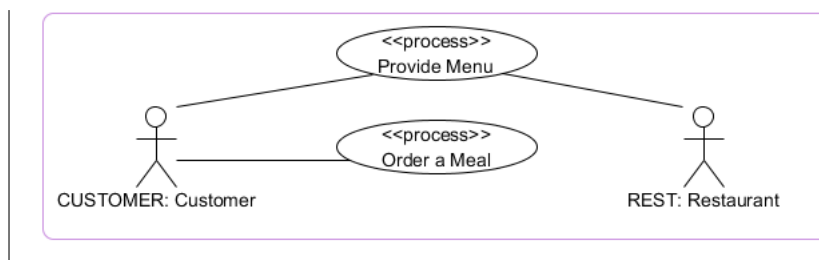 <<process>>
Provide Menu
<<process>>
Order a Meal
CUSTOMER: Customer
REST: Restaurant